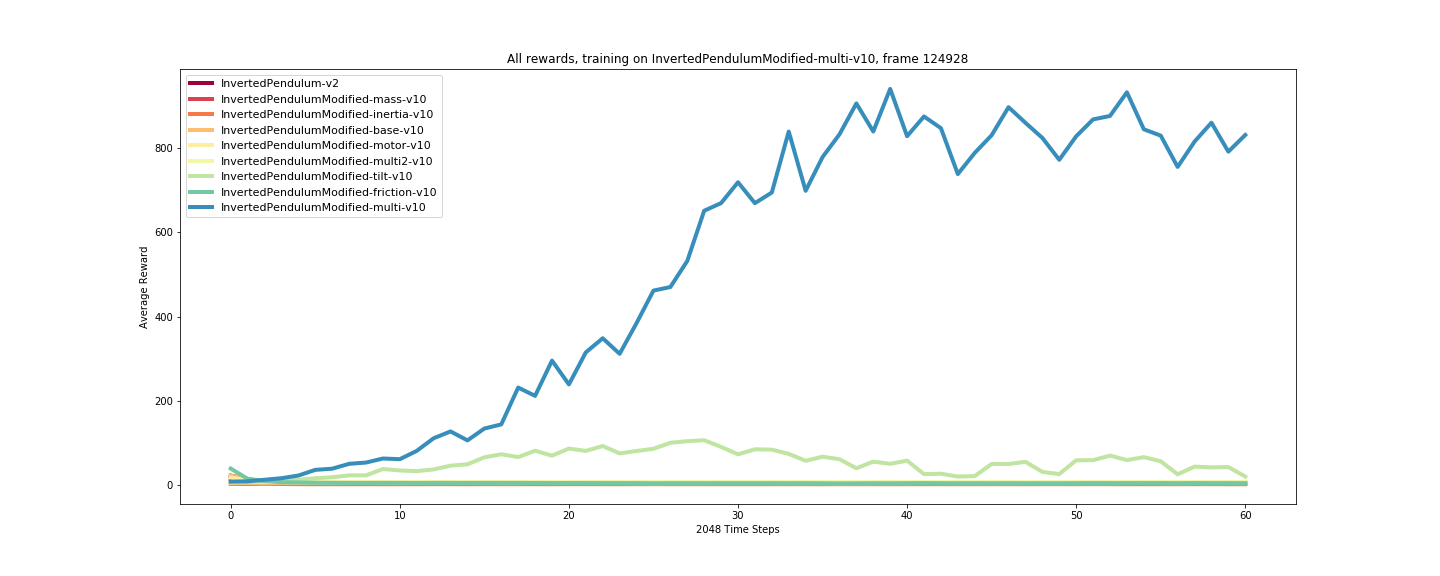 All rewards, training on InvertedPendulumModified-multi-v10, frame 124928
InvertedPendulum-v2
InvertedPendulumModified-mass-v10
InvertedPendulumModified-inertia-v10
InvertedPendulumModified-base-v10
InvertedPendulumModified-motor-v10
InvertedPendulumModified-multi2-v10
InvertedPendulumModified-tilt-v10
InvertedPendulumModified-friction-v10
InvertedPendulumModified-multi-v10
Average Reward
800
600
400
200
0
0 10 20 30 40 50 60
2048 Time Steps